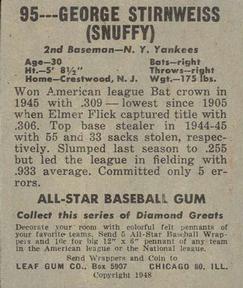 95---GEORGE STIRNWEISS
(SNUFFY)
2nd Baseman—N. Y. Yankees
Age—30 Bats—right
Ht.—5' 8½" Throws—right
Home—Crestwood, N. J. Wgt.—175 lbs.
Won American league Bat crown in
1945 with .309 — lowest since 1905
when Elmer Flick captured title with
.306. Top base stealer in 1944-45
with 55 and 33 sacks stolen, respec-
tively. Slumped last season to .255
but led the league in fielding with
.933 average. Committed only 5 er-
rors.
ALL-STAR BASEBALL GUM
Collect this series of Diamond Greats
Decorate your room with colorful felt pennants of your
favorite teams. Send 5 All-Star Baseball Wrap-
pers and 10c for big 12" x 6" pennant of any team
in the American league or the National league.
Send Wrappers and Coin to
LEAF GUM CO., Box 5907 CHICAGO 80, ILL.
Copyright 1948